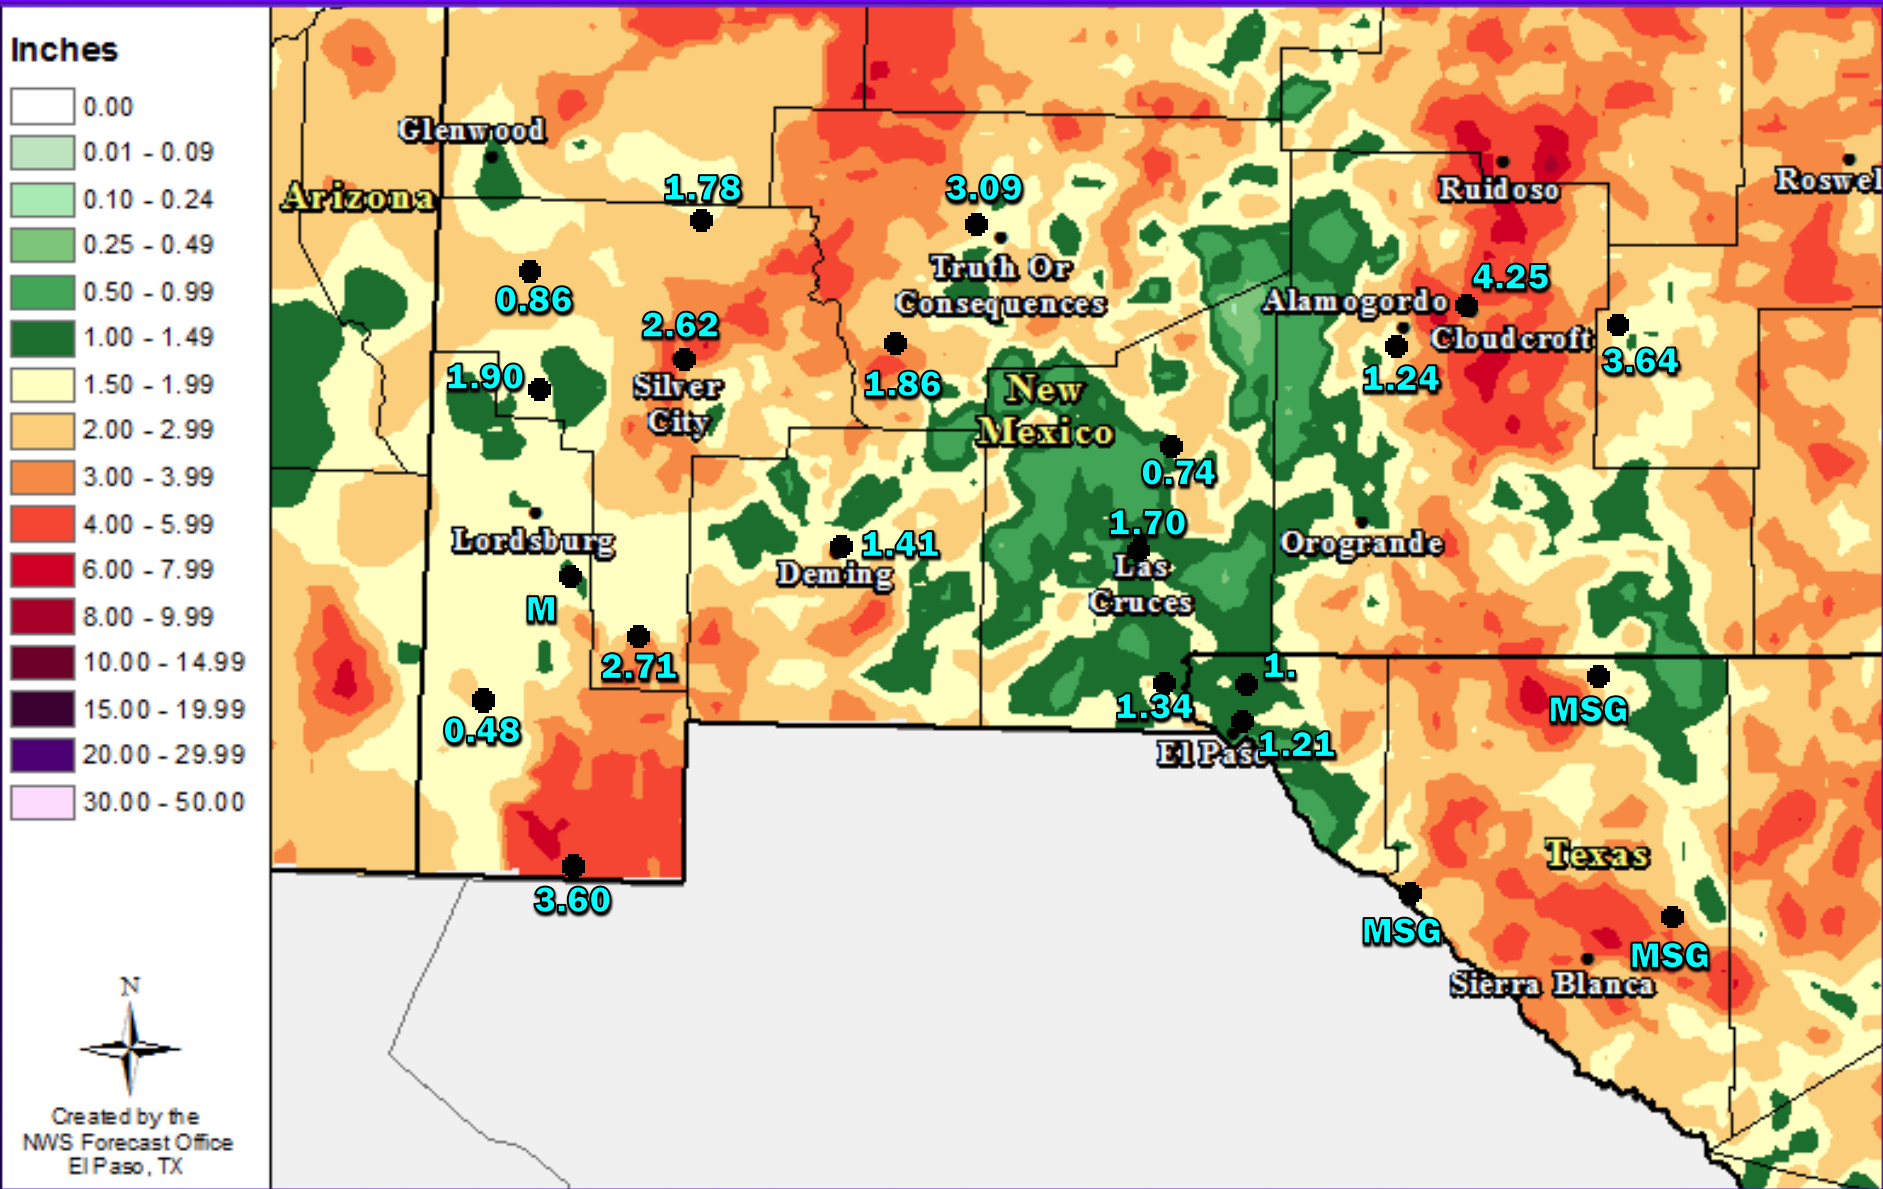 Inches
0.00
0.01 - 0.09
0.10 - 0.24
0.25 - 0.49
0.50 - 0.99
1.00 - 1.49
1.50 - 1.99
2.00 - 2.99
3.00 - 3.99
4.00 - 5.99
6.00 - 7.99
8.00 - 9.99
10.00 - 14.99
15.00 - 19.99
20.00 - 29.99
30.00 - 50.00
N
Created by the
NWS Forecast Office
El Paso, TX
Glenwood
Arizona
1.78
3.09
Ruidoso
Roswel
0.86
Truth Or
Consequences
Alamogordo
4.25
2.62
Cloudcroft
3.64
1.90
Silver
City
1.86
1.24
New
Mexico
0.74
1.70
Lordsburg
1.41
Deming
Las
Cruces
Orogrande
M
2.71
1.
0.48
1.34
MSG
El Paso
1.21
Texas
3.60
MSG
MSG
Sierra Blanca